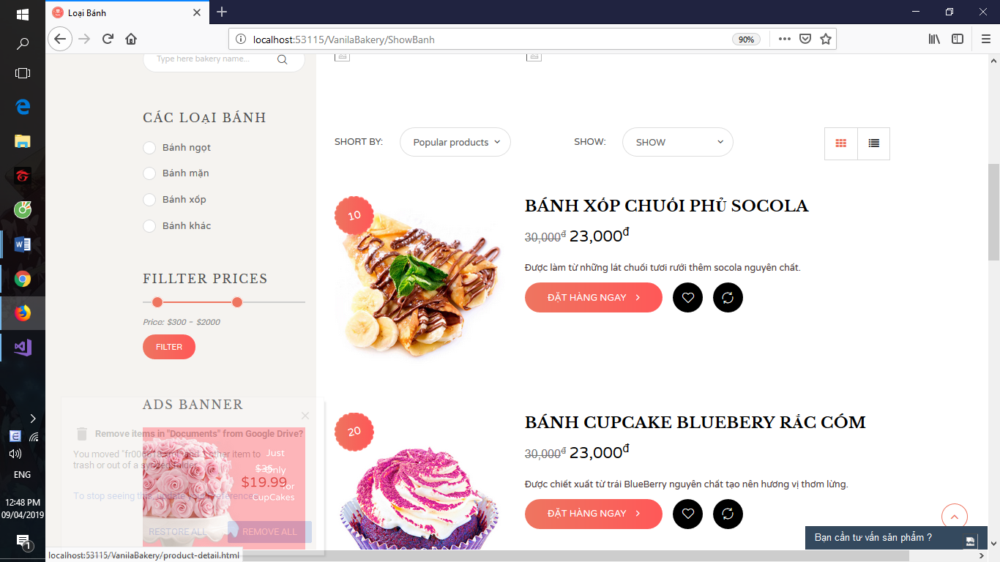 Loại Bánh
localhost:53115/VanilaBakery/ShowBanh
90%
Type here bakery name...
CÁC LOẠI BÁNH
Bánh ngọt
Bánh mặn
Bánh xốp
Bánh khác
FILLTER PRICES
Price: $300 - $2000
FILTER
ADS BANNER
Just
$35
Only
$19.99
for
CupCakes
Remove items in "Documents" from Google Drive?
You moved
other item to
trash or out of a synced folder.
To stop seeing this, update your preferences.
RESTORE ALL
REMOVE ALL
SHORT BY:
Popular products
SHOW:
SHOW
10
BÁNH XỐP CHUỐI PHỦ SOCOLA
30,000đ 23,000đ
Được làm từ những lát chuối tươi rưới thêm socola nguyên chất.
ĐẶT HÀNG NGAY
20
BÁNH CUPCAKE BLUEBERY RẮC CÓM
30,000đ 23,000đ
Được chiết xuất từ trái BlueBerry nguyên chất tạo nên hương vị thơm lừng.
ĐẶT HÀNG NGAY
Bạn cần tư vấn sản phẩm ?
ENG
12:48 PM
09/04/2019
1
localhost:53115/VanilaBakery/product-detail.html